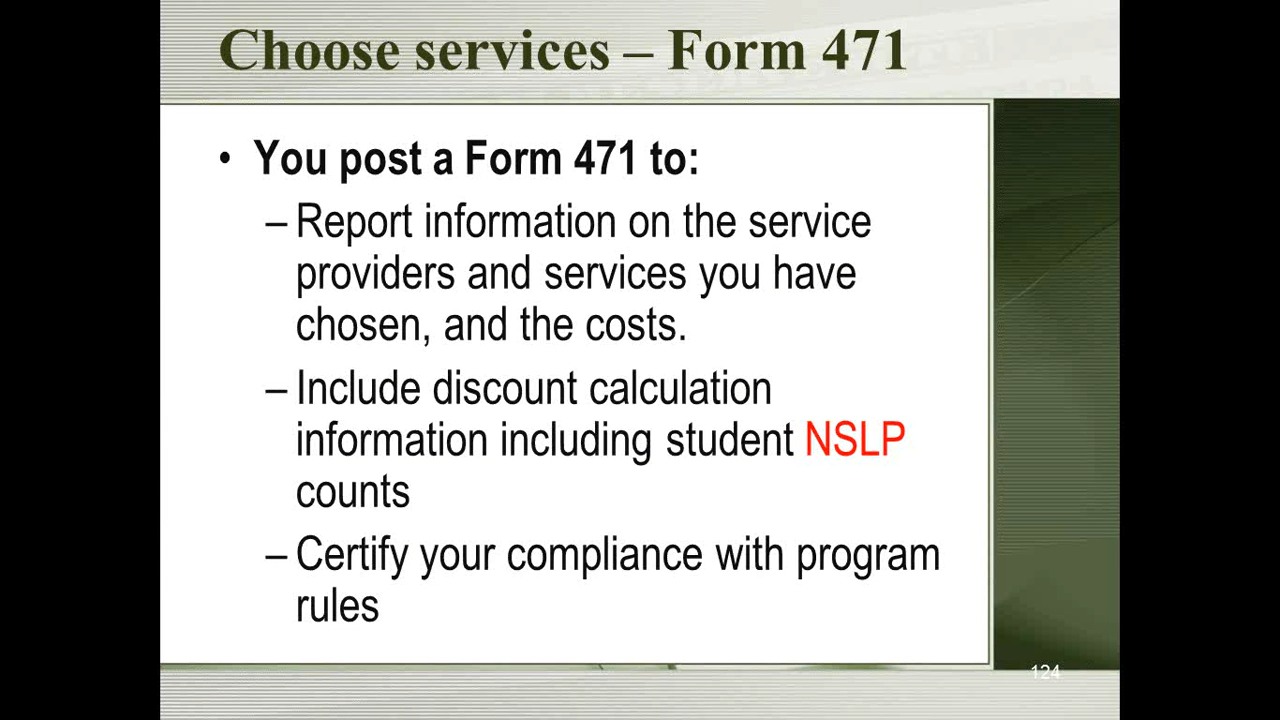 Choose services – Form 471
• You post a Form 471 to:
– Report information on the service
providers and services you have
chosen, and the costs.
– Include discount calculation
information including student NSLP
counts
– Certify your compliance with program
rules
124